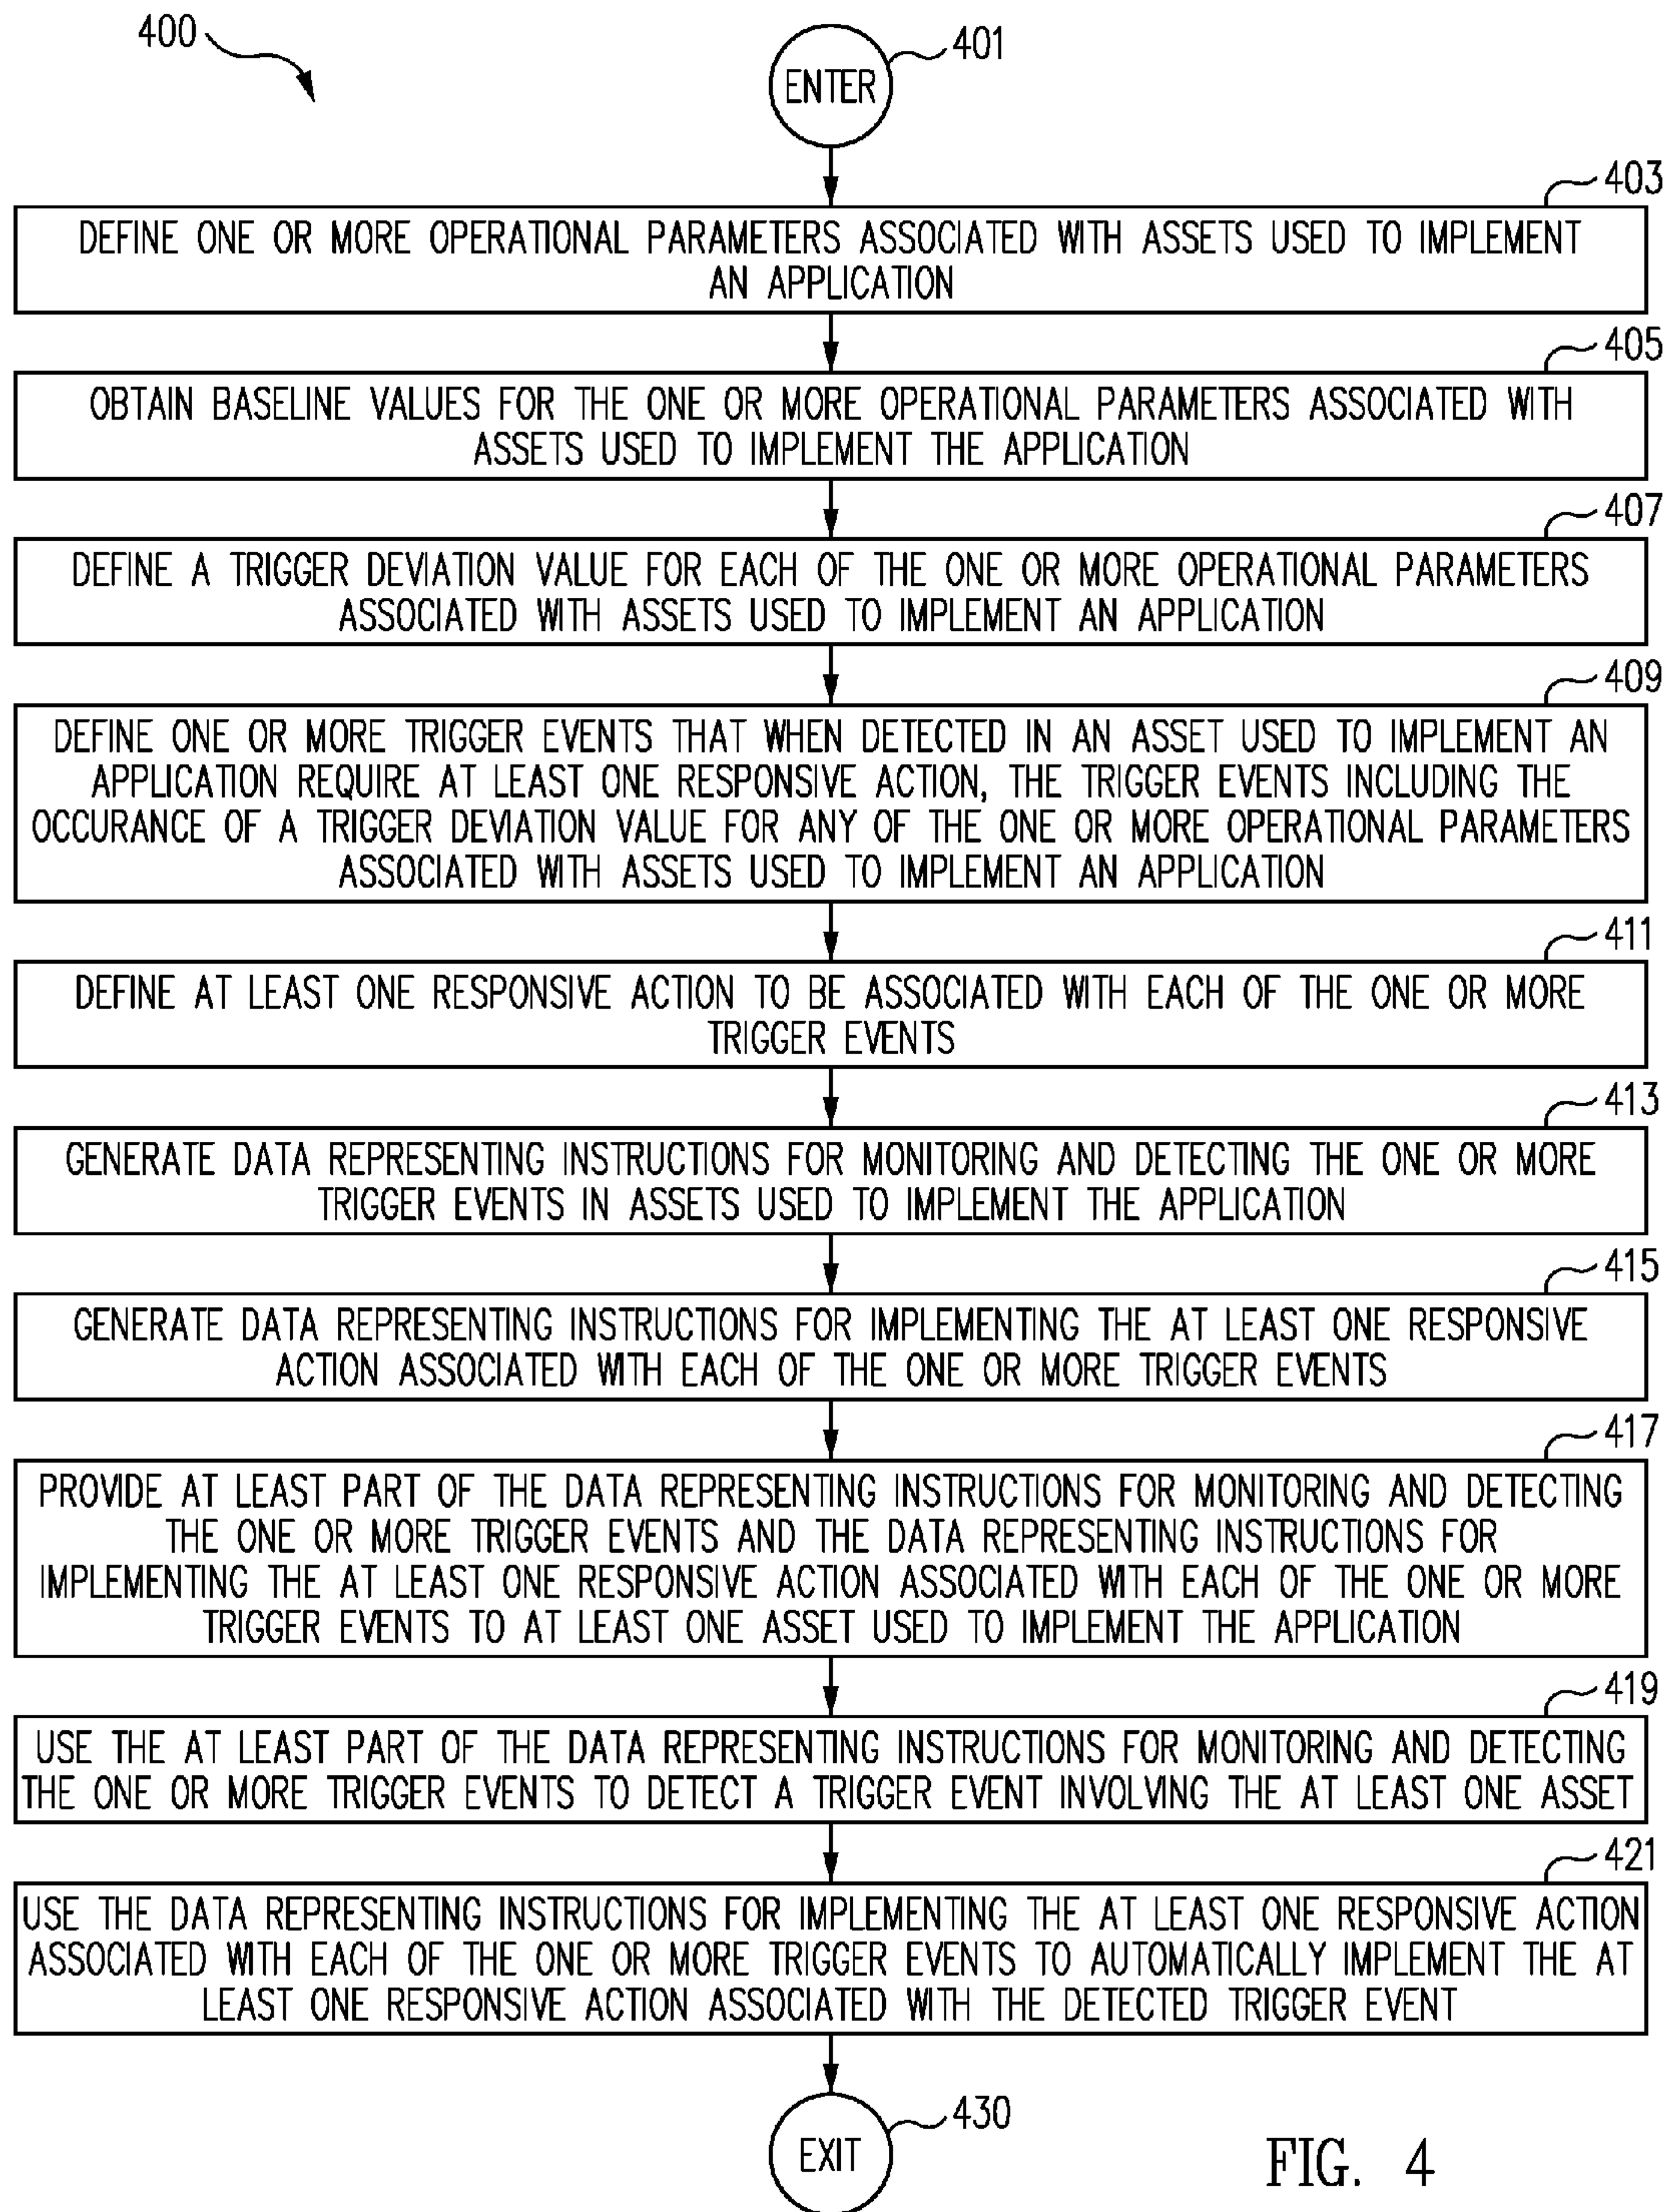 400
401
ENTER
403
DEFINE ONE OR MORE OPERATIONAL PARAMETERS ASSOCIATED WITH ASSETS USED TO IMPLEMENT
AN APPLICATION
405
OBTAIN BASELINE VALUES FOR THE ONE OR MORE OPERATIONAL PARAMETERS ASSOCIATED WITH
ASSETS USED TO IMPLEMENT THE APPLICATION
407
DEFINE A TRIGGER DEVIATION VALUE FOR EACH OF THE ONE OR MORE OPERATIONAL PARAMETERS
ASSOCIATED WITH ASSETS USED TO IMPLEMENT AN APPLICATION
409
DEFINE ONE OR MORE TRIGGER EVENTS THAT WHEN DETECTED IN AN ASSET USED TO IMPLEMENT AN
APPLICATION REQUIRE AT LEAST ONE RESPONSIVE ACTION, THE TRIGGER EVENTS INCLUDING THE
OCCURANCE OF A TRIGGER DEVIATION VALUE FOR ANY OF THE ONE OR MORE OPERATIONAL PARAMETERS
ASSOCIATED WITH ASSETS USED TO IMPLEMENT AN APPLICATION
411
DEFINE AT LEAST ONE RESPONSIVE ACTION TO BE ASSOCIATED WITH EACH OF THE ONE OR MORE
TRIGGER EVENTS
413
GENERATE DATA REPRESENTING INSTRUCTIONS FOR MONITORING AND DETECTING THE ONE OR MORE
TRIGGER EVENTS IN ASSETS USED TO IMPLEMENT THE APPLICATION
415
GENERATE DATA REPRESENTING INSTRUCTIONS FOR IMPLEMENTING THE AT LEAST ONE RESPONSIVE
ACTION ASSOCIATED WITH EACH OF THE ONE OR MORE TRIGGER EVENTS
417
PROVIDE AT LEAST PART OF THE DATA REPRESENTING INSTRUCTIONS FOR MONITORING AND DETECTING
THE ONE OR MORE TRIGGER EVENTS AND THE DATA REPRESENTING INSTRUCTIONS FOR
IMPLEMENTING THE AT LEAST ONE RESPONSIVE ACTION ASSOCIATED WITH EACH OF THE ONE OR MORE
TRIGGER EVENTS TO AT LEAST ONE ASSET USED TO IMPLEMENT THE APPLICATION
419
USE THE AT LEAST PART OF THE DATA REPRESENTING INSTRUCTIONS FOR MONITORING AND DETECTING
THE ONE OR MORE TRIGGER EVENTS TO DETECT A TRIGGER EVENT INVOLVING THE AT LEAST ONE ASSET
421
USE THE DATA REPRESENTING INSTRUCTIONS FOR IMPLEMENTING THE AT LEAST ONE RESPONSIVE ACTION
ASSOCIATED WITH EACH OF THE ONE OR MORE TRIGGER EVENTS TO AUTOMATICALLY IMPLEMENT THE AT
LEAST ONE RESPONSIVE ACTION ASSOCIATED WITH THE DETECTED TRIGGER EVENT
430
EXIT
FIG. 4